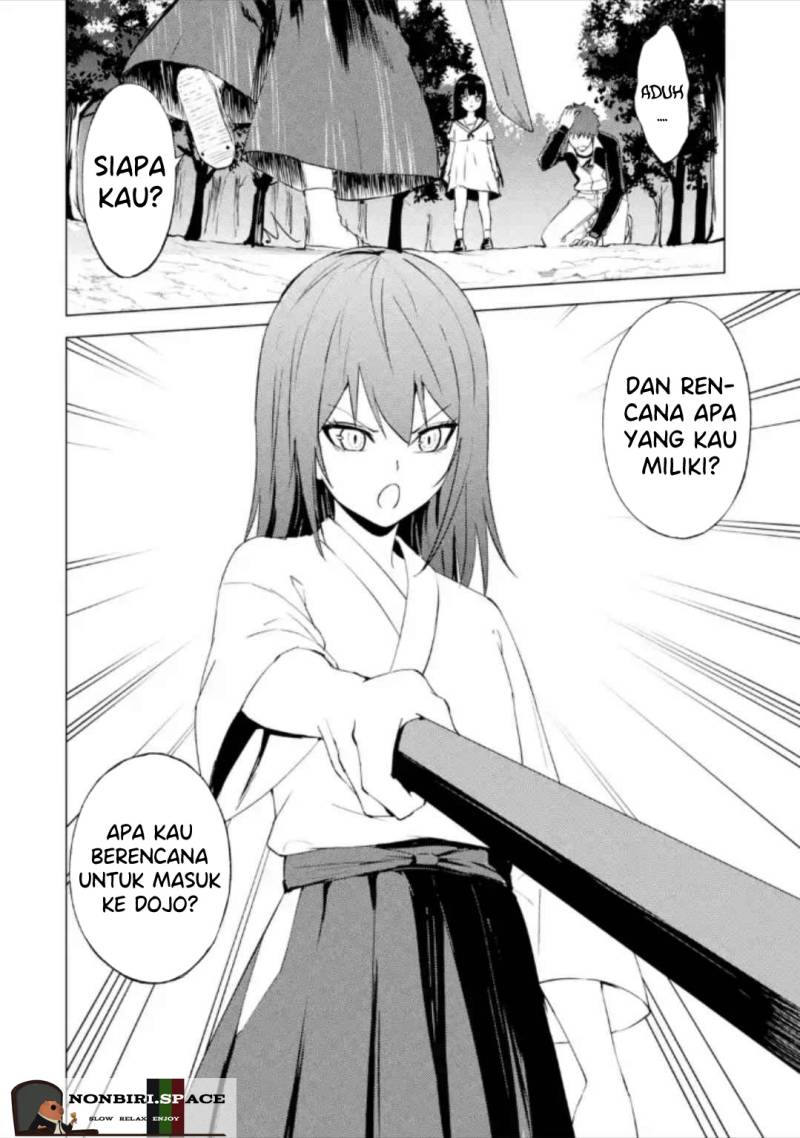 ADUH
....
SIAPA
KAU?
DAN REN-
CANA APA
YANG KAU
MILIKI?
APA KAU
BERENCANA
UNTUK MASUK
KE DOJO?
NONBIRI.SPACE
SLOW RELAX ENJOY